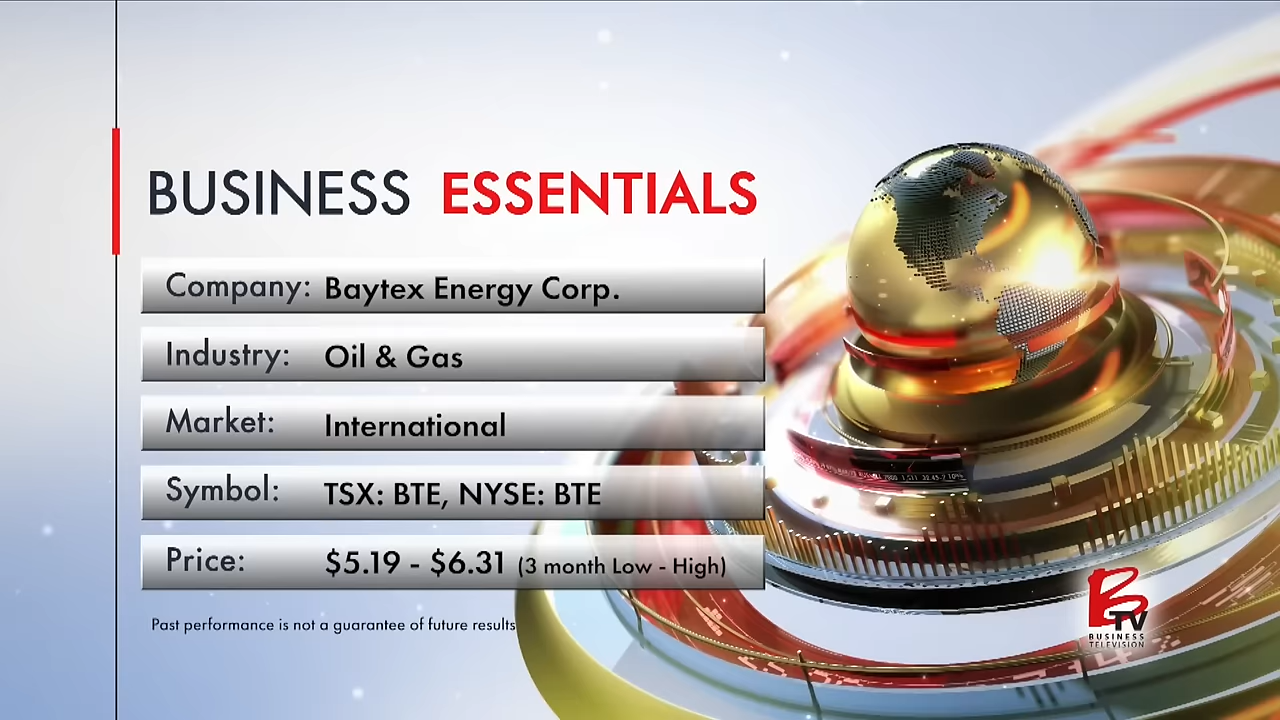 BUSINESS ESSENTIALS
Company: Baytex Energy Corp.
Industry: Oil & Gas
Market: International
Symbol: TSX: BTE, NYSE: BTE
Price: $5.19 - $6.31 (3 month Low - High)
Past performance is not a guarantee of future results
BTV
BUSINESS
TELEVISION